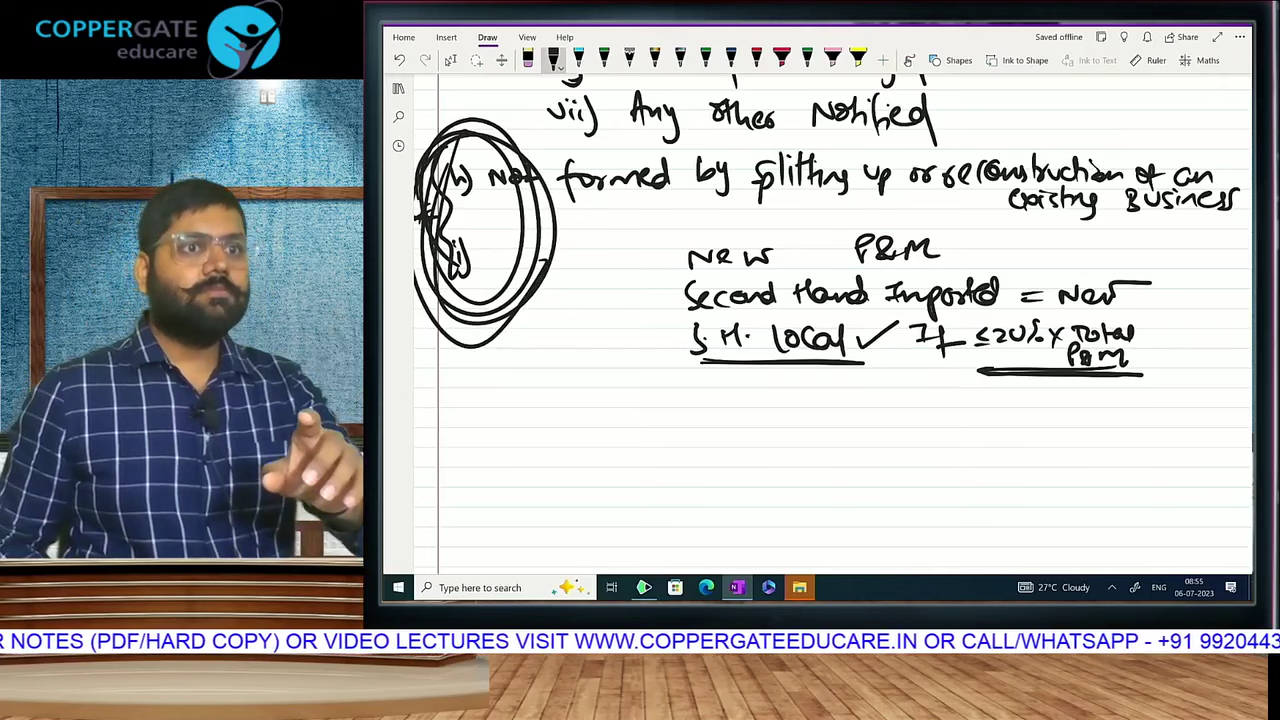 COPPERGATE
educare
Home Insert Draw View Help
Saved offline
Share
Shapes
Ink to Shape
Ink to Text
Ruler
Maths
vii) Any other Notified
h) Not formed by splitting up or reconstruction of an
existing Business
ii)
New P&M
Second Hand Imported = New
S.H. local ✓ If ≤20% x Total
P&M
Type here to search
27°C Cloudy
ENG
08:55
06-07-2023
R NOTES (PDF/HARD COPY) OR VIDEO LECTURES VISIT WWW.COPPERGATEEDUCARE.IN OR CALL/WHATSAPP - +91 9920443